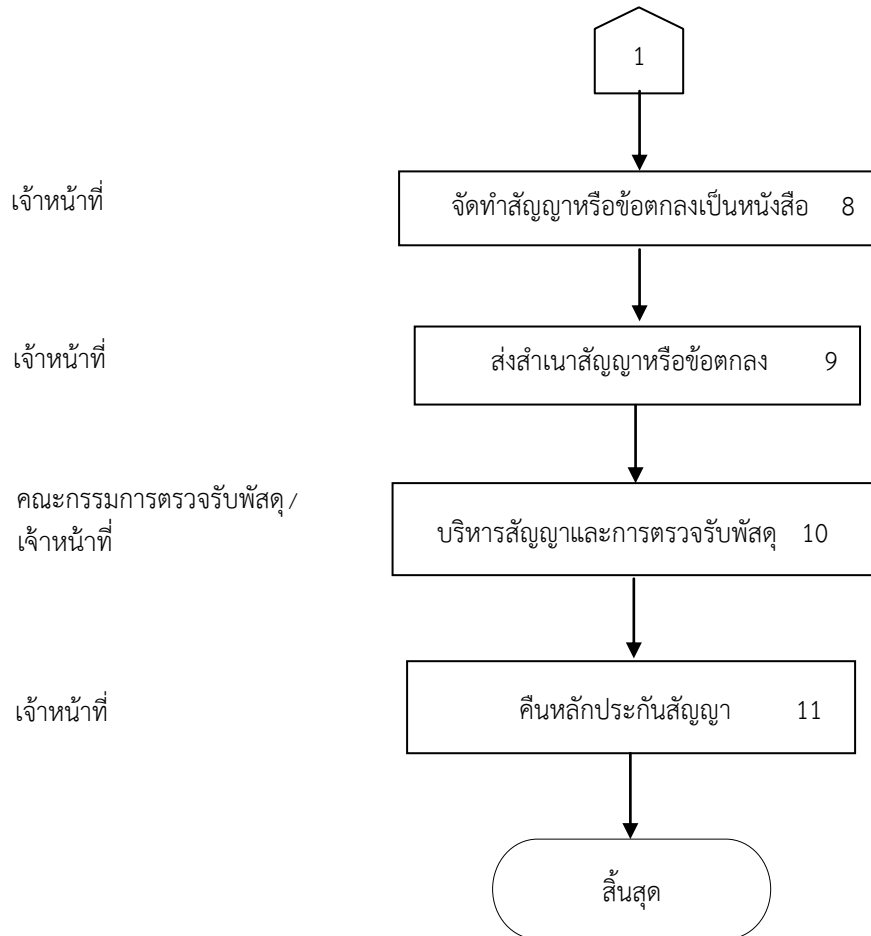 1
เจ้าหน้าที่
จัดทำสัญญาหรือข้อตกลงเป็นหนังสือ 8
เจ้าหน้าที่
ส่งสำเนาสัญญาหรือข้อตกลง 9
คณะกรรมการตรวจรับพัสดุ /
เจ้าหน้าที่
บริหารสัญญาและการตรวจรับพัสดุ 10
เจ้าหน้าที่
คืนหลักประกันสัญญา 11
สิ้นสุด